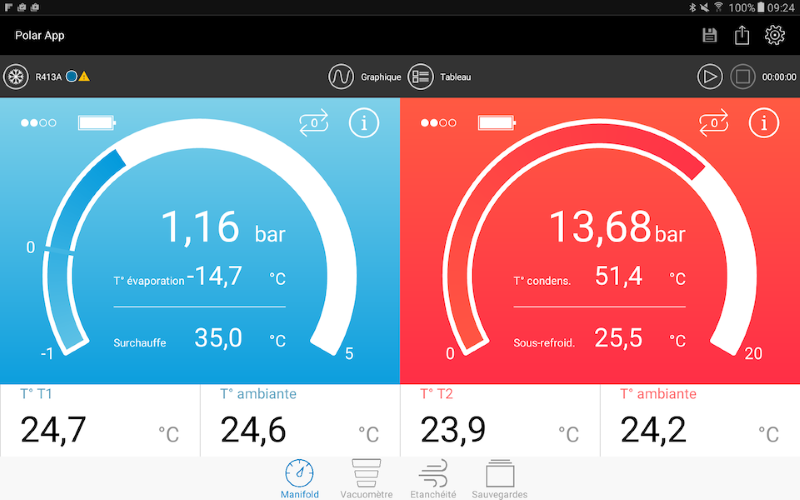 100% 09:24
Polar App
R413A Graphique Tableau 00:00:00
0 i
0 i
1,16 bar
13,68 bar
0
T° évaporation -14,7 °C
T° condens. 51,4 °C
Surchauffe 35,0 °C
Sous-refroid. 25,5 °C
-1 5
0 20
T° T1 T° ambiante T° T2 T° ambiante
24,7 °C 24,6 °C 23,9 °C 24,2 °C
Manifold Vacuomètre Etanchéité Sauvegardes